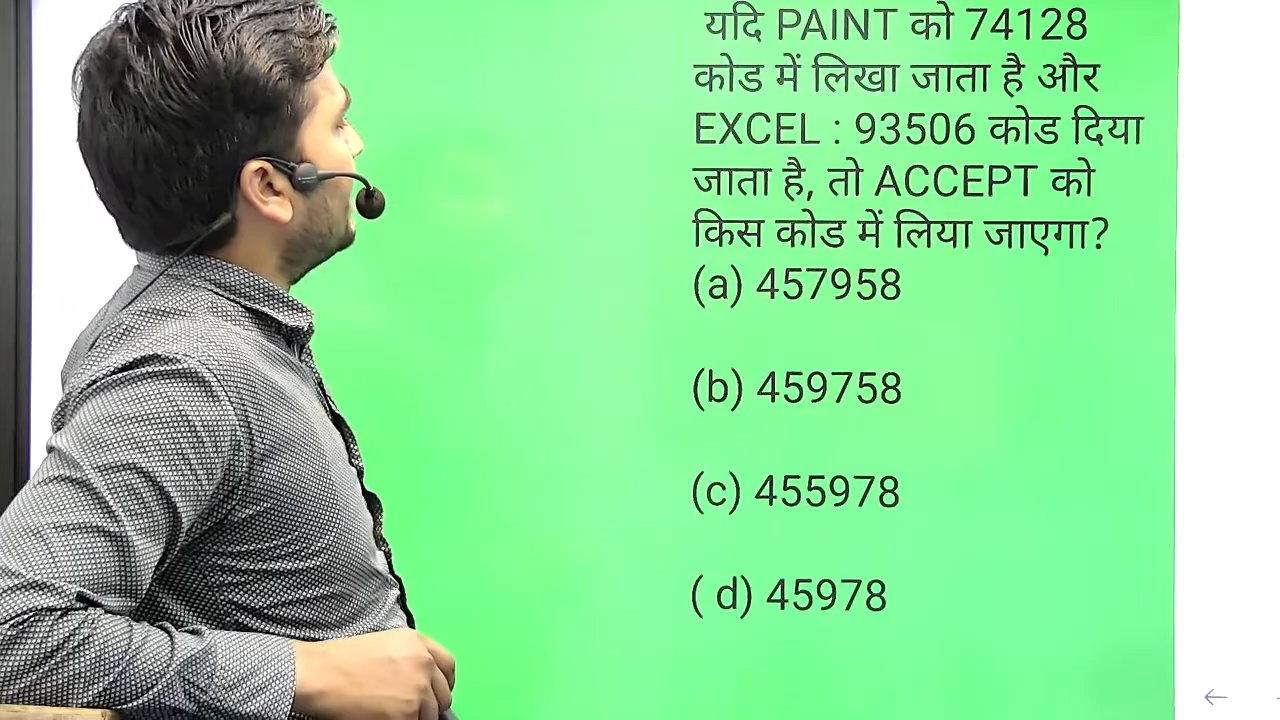 यदि PAINT को 74128
कोड में लिखा जाता है और
EXCEL : 93506 कोड दिया
जाता है, तो ACCEPT को
किस कोड में लिया जाएगा?
(a) 457958
(b) 459758
(c) 455978
( d) 45978